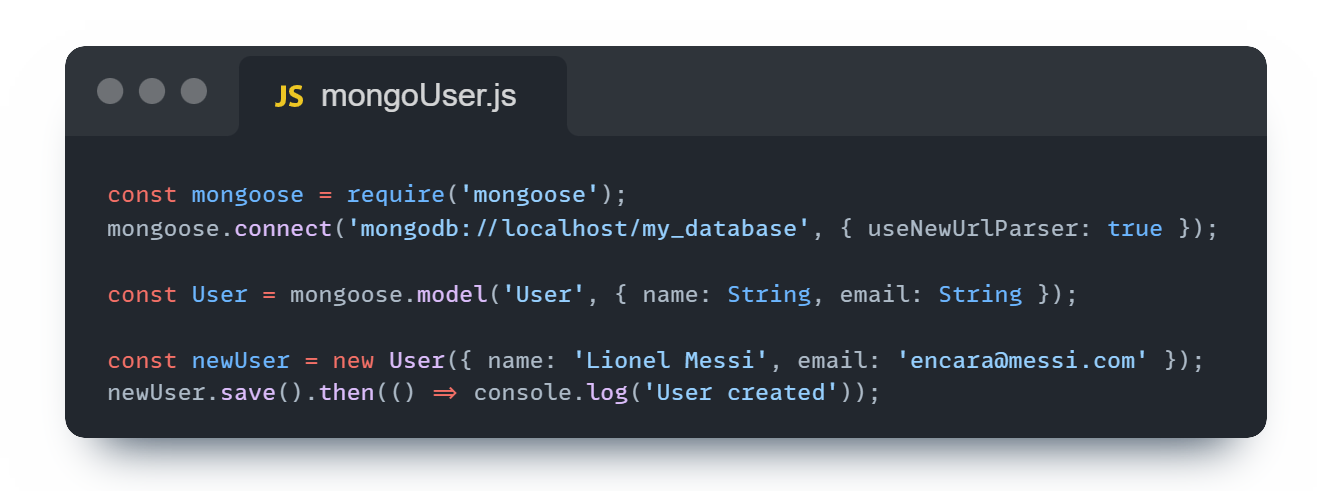 JS mongoUser.js
const mongoose = require('mongoose');
mongoose.connect('mongodb://localhost/my_database', { useNewUrlParser: true });
const User = mongoose.model('User', { name: String, email: String });
const newUser = new User({ name: 'Lionel Messi', email: 'encara@messi.com' });
newUser.save().then(() => console.log('User created'));